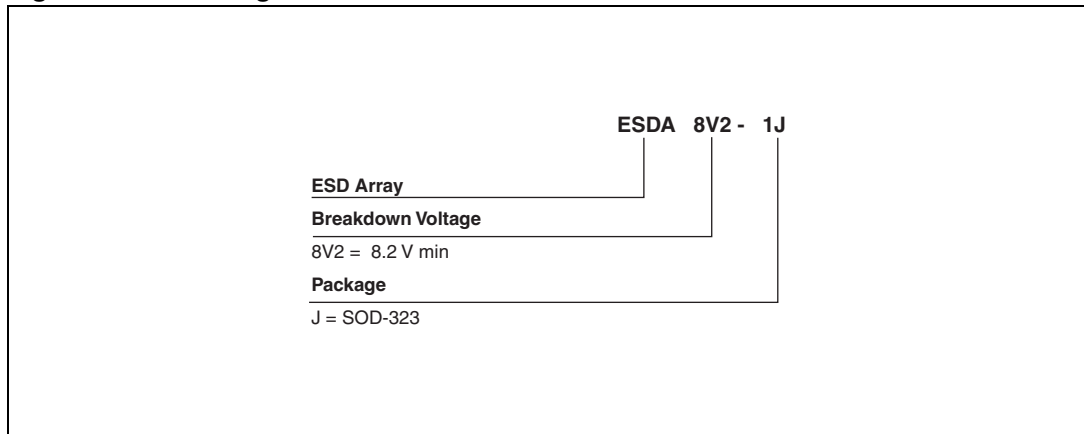 ESDA 8V2 - 1J
ESD Array
Breakdown Voltage
8V2 = 8.2 V min
Package
J = SOD-323